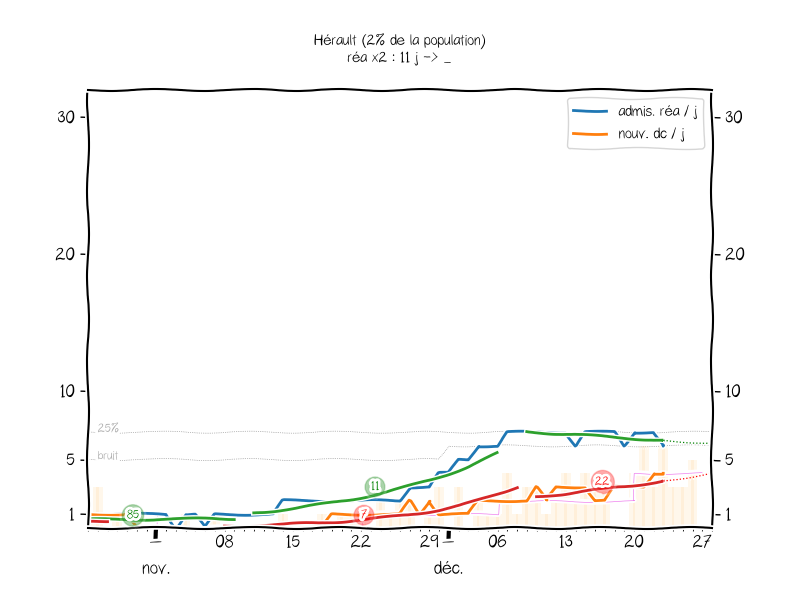 Hérault (2% de la population)
réa x2 : 11 j -> _
admis. réa / j
nouv. dc / j
30
30
20
20
10
10
25%
bruit
5
5
11
22
85
7
1
1
1 08 15 22 29 1 06 13 20 27
nov. déc.